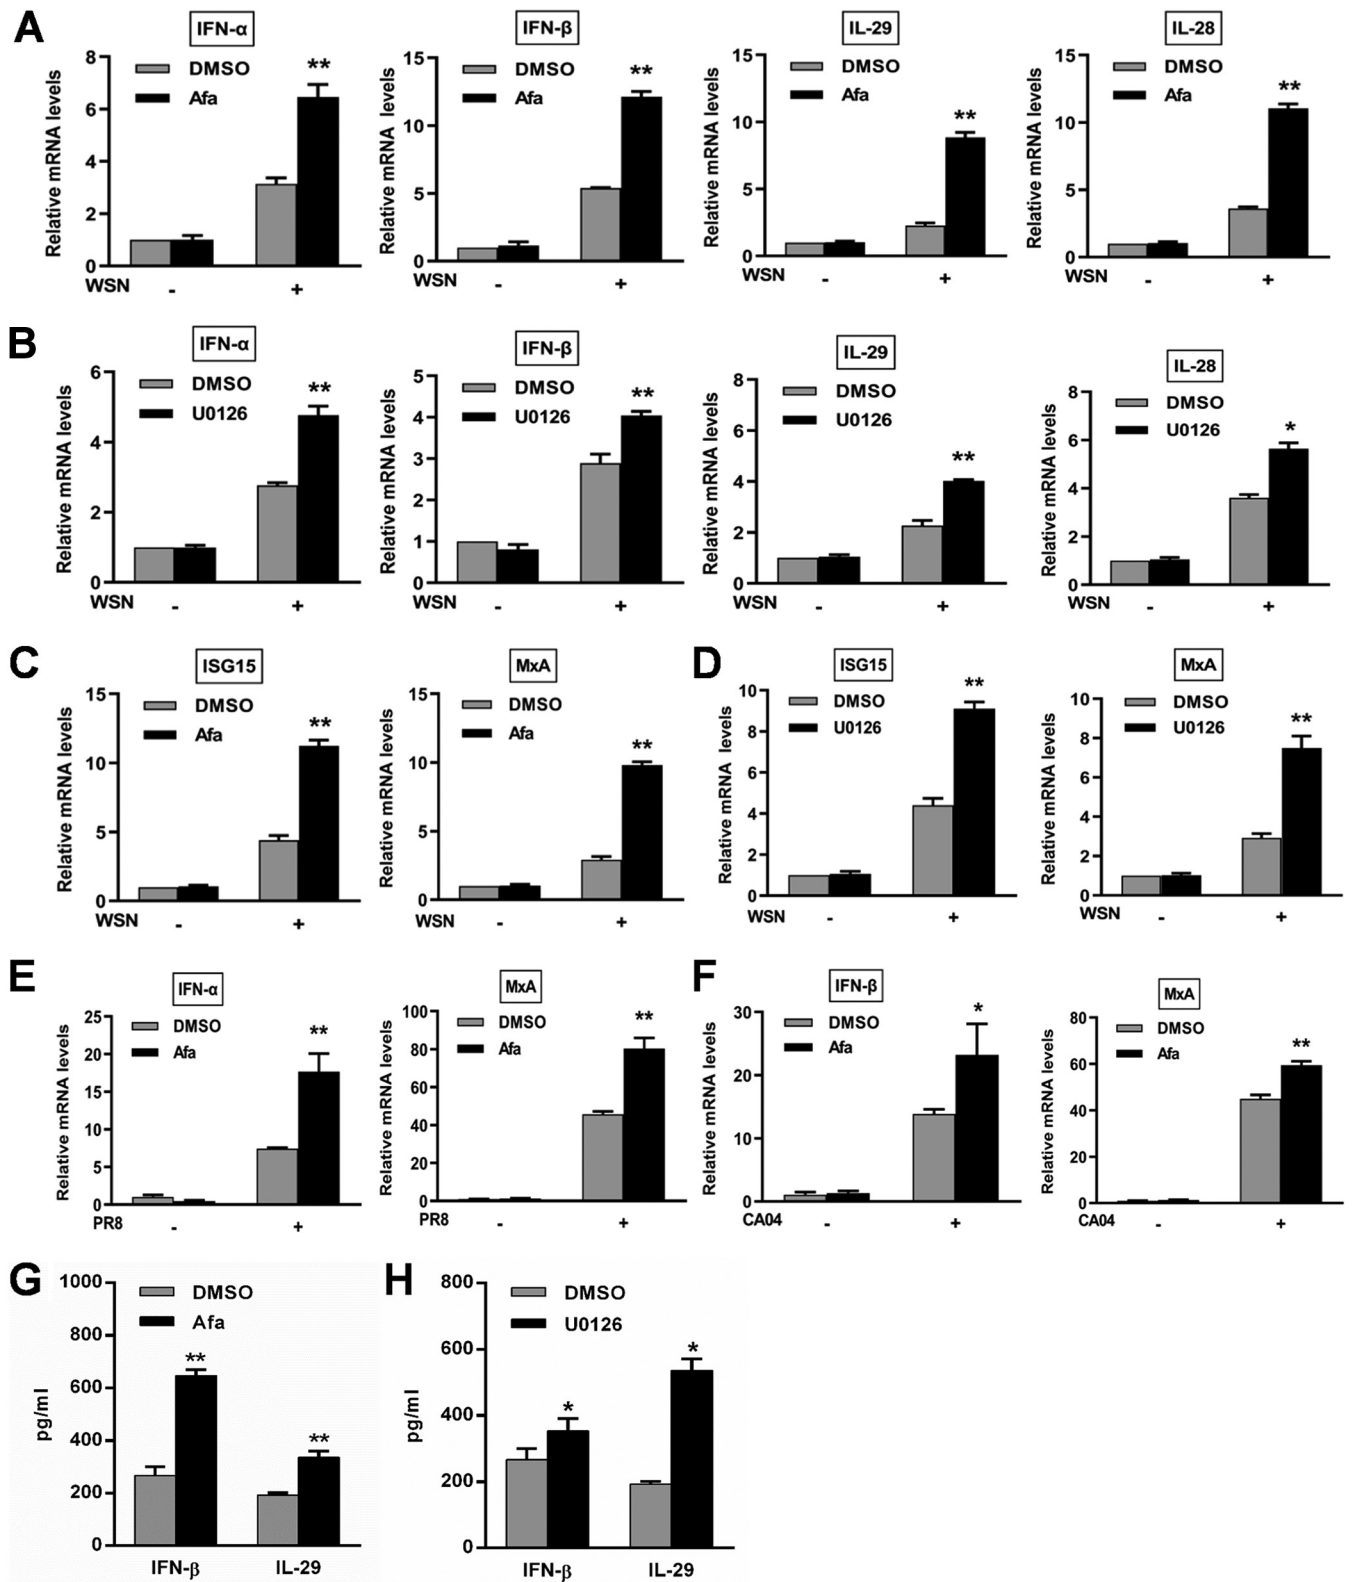 A
IFN-α
Relative mRNA levels
8
6
4
2
0
DMSO
Afa
**
WSN - +
IFN-β
Relative mRNA levels
15
10
5
0
DMSO
Afa
**
- +
IL-29
Relative mRNA levels
15
10
5
0
DMSO
Afa
**
WSN - +
IL-28
Relative mRNA levels
15
10
5
0
DMSO
Afa
**
WSN - +
B
IFN-α
Relative mRNA levels
6
4
2
0
DMSO
U0126
**
WSN - +
IFN-β
Relative mRNA levels
5
4
3
2
1
0
DMSO
U0126
**
WSN - +
IL-29
Relative mRNA levels
8
6
4
2
0
DMSO
U0126
**
WSN - +
IL-28
Relative mRNA levels
8
6
4
2
0
DMSO
U0126
*
WSN - +
C
ISG15
Relative mRNA levels
15
10
5
0
DMSO
Afa
**
WSN - +
MxA
Relative mRNA levels
15
10
5
0
DMSO
Afa
**
WSN - +
D
ISG15
Relative mRNA levels
10
8
6
4
2
0
DMSO
U0126
**
WSN - +
MxA
Relative mRNA levels
10
8
6
4
2
0
DMSO
U0126
**
WSN - +
E
IFN-α
Relative mRNA levels
25
20
15
10
5
0
DMSO
Afa
**
PR8 - +
MxA
Relative mRNA levels
100
80
60
40
20
0
DMSO
Afa
**
PR8 - +
F
IFN-β
Relative mRNA levels
30
20
10
0
DMSO
Afa
*
CA04 - +
MxA
Relative mRNA levels
80
60
40
20
0
DMSO
Afa
**
CA04 - +
G
pg/ml
1000
800
600
400
200
0
DMSO
Afa
**
**
IFN-β IL-29
H
pg/ml
800
600
400
200
0
DMSO
U0126
*
*
IFN-β IL-29